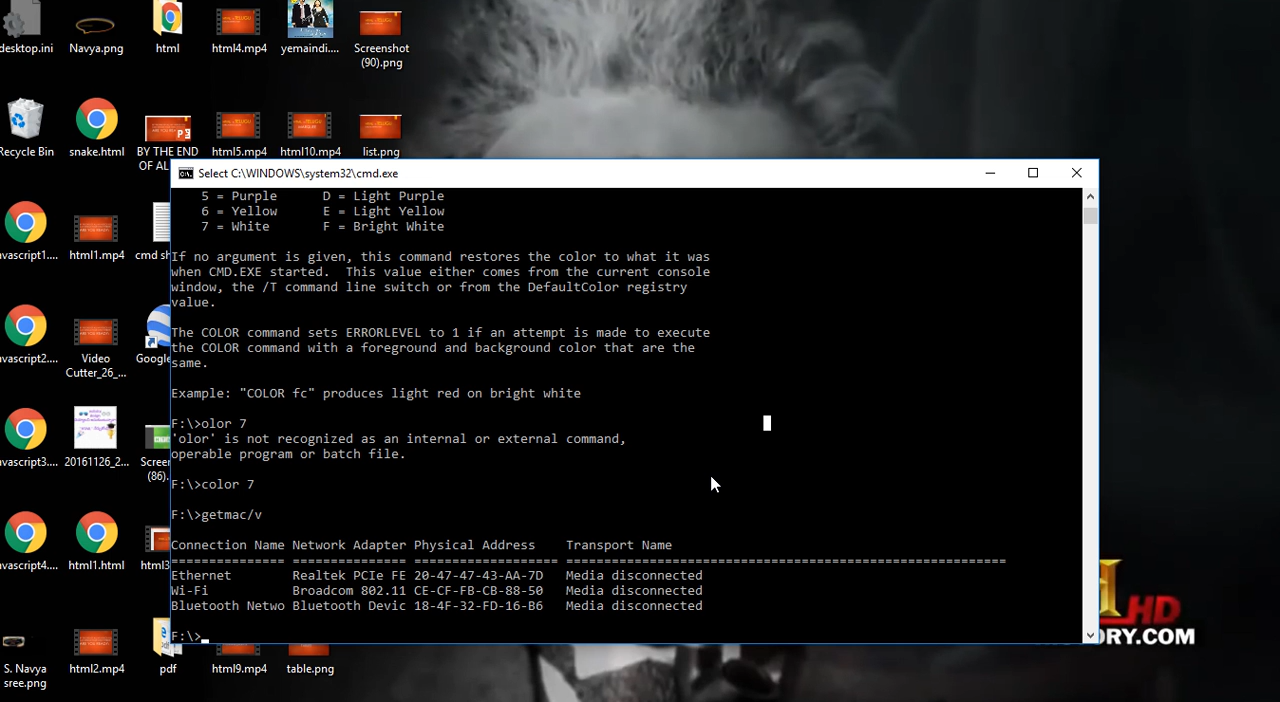 desktop.ini
Navya.png
html
html4.mp4
yemaindi....
Screenshot
(90).png
Recycle Bin
snake.html
BY THE END
OF AL
html5.mp4
html10.mp4
list.png
Select C:\WINDOWS\system32\cmd.exe
5 = Purple      D = Light Purple
6 = Yellow      E = Light Yellow
7 = White       F = Bright White
If no argument is given, this command restores the color to what it was
when CMD.EXE started.  This value either comes from the current console
window, the /T command line switch or from the DefaultColor registry
value.
The COLOR command sets ERRORLEVEL to 1 if an attempt is made to execute
the COLOR command with a foreground and background color that are the
same.
Example: "COLOR fc" produces light red on bright white
F:\>olor 7
'olor' is not recognized as an internal or external command,
operable program or batch file.
F:\>color 7
F:\>getmac/v
Connection Name Network Adapter Physical Address    Transport Name
=============== =============== =================== ==========================================================
Ethernet        Realtek PCIe FE 20-47-47-43-AA-7D   Media disconnected
Wi-Fi           Broadcom 802.11 CE-CF-FB-CB-88-50   Media disconnected
Bluetooth Netwo Bluetooth Devic 18-4F-32-FD-16-B6   Media disconnected
F:\>
avascript1....
html1.mp4
cmd sh
avascript2....
Video
Cutter_26_...
Google
avascript3....
20161126_2...
Screen
(86).
avascript4....
html1.html
html3
S. Navya
sree.png
html2.mp4
pdf
html9.mp4
table.png
HD
ORY.COM